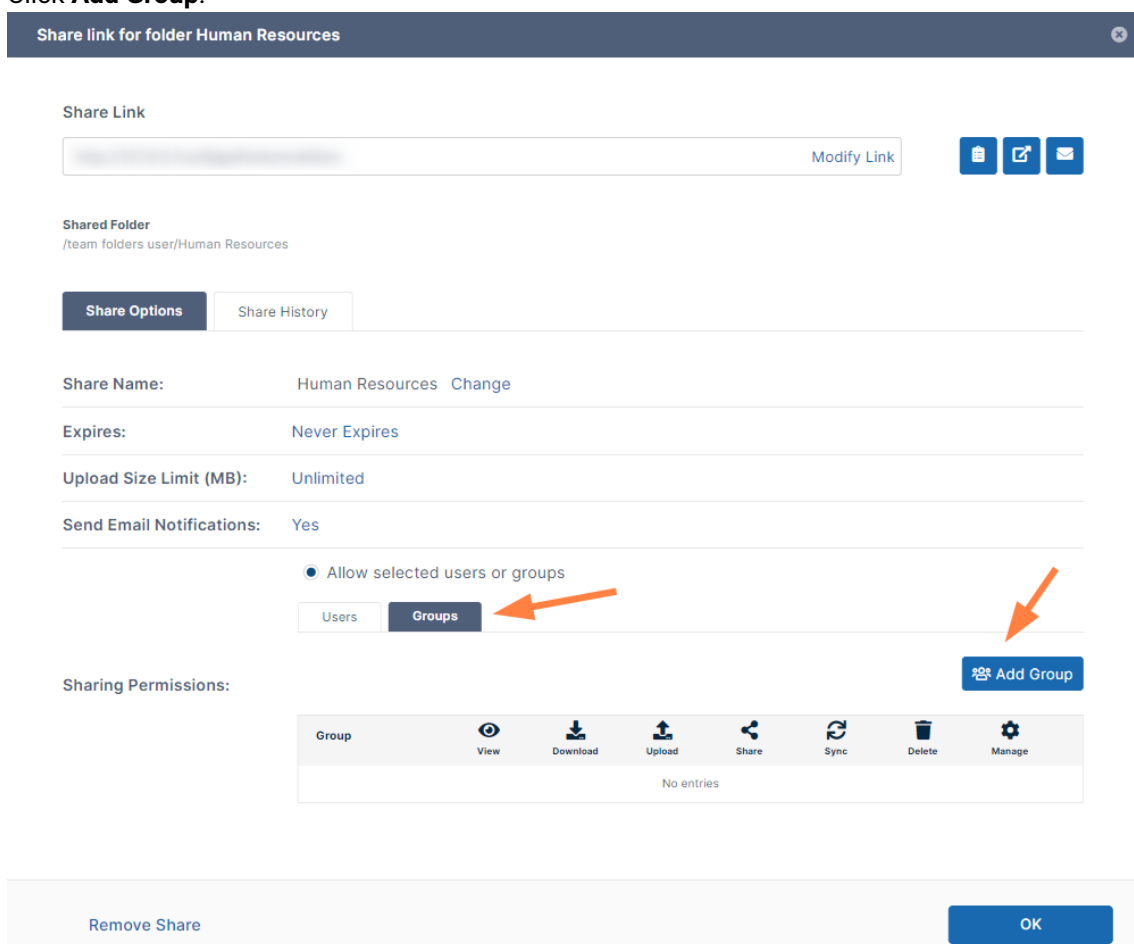 Click Add Group.
Share link for folder Human Resources
Share Link
Modify Link
Shared Folder
/team folders user/Human Resources
Share Options Share History
Share Name: Human Resources Change
Expires: Never Expires
Upload Size Limit (MB): Unlimited
Send Email Notifications: Yes
Allow selected users or groups
Users Groups
Add Group
Sharing Permissions:
Group View Download Upload Share Sync Delete Manage
No entries
Remove Share OK